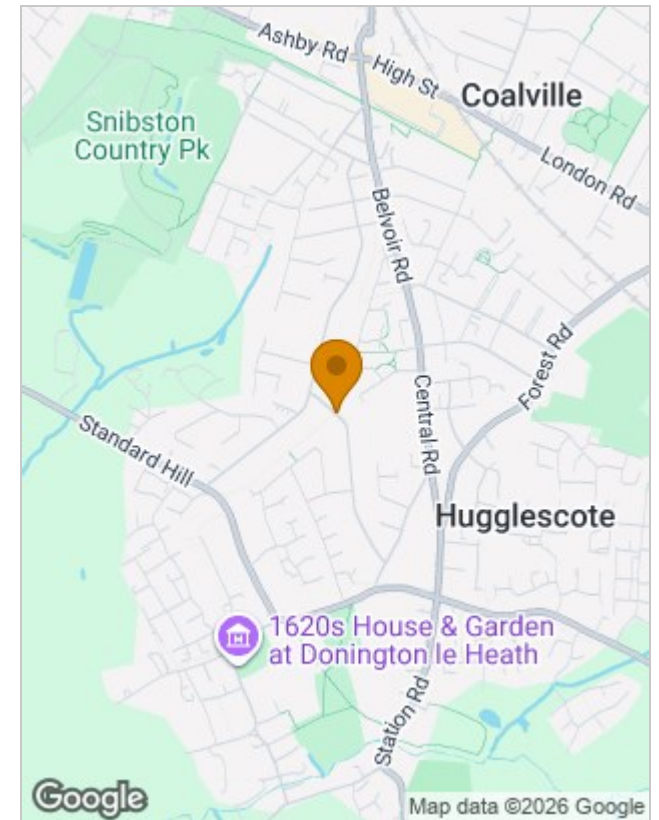 Ashby Rd
High St
Coalville
Snibston
Country Pk
London Rd
Belvoir Rd
Forest Rd
Central Rd
Standard Hill
Hugglescote
1620s House & Garden
at Donington le Heath
Station Rd
Google
Map data ©2026 Google